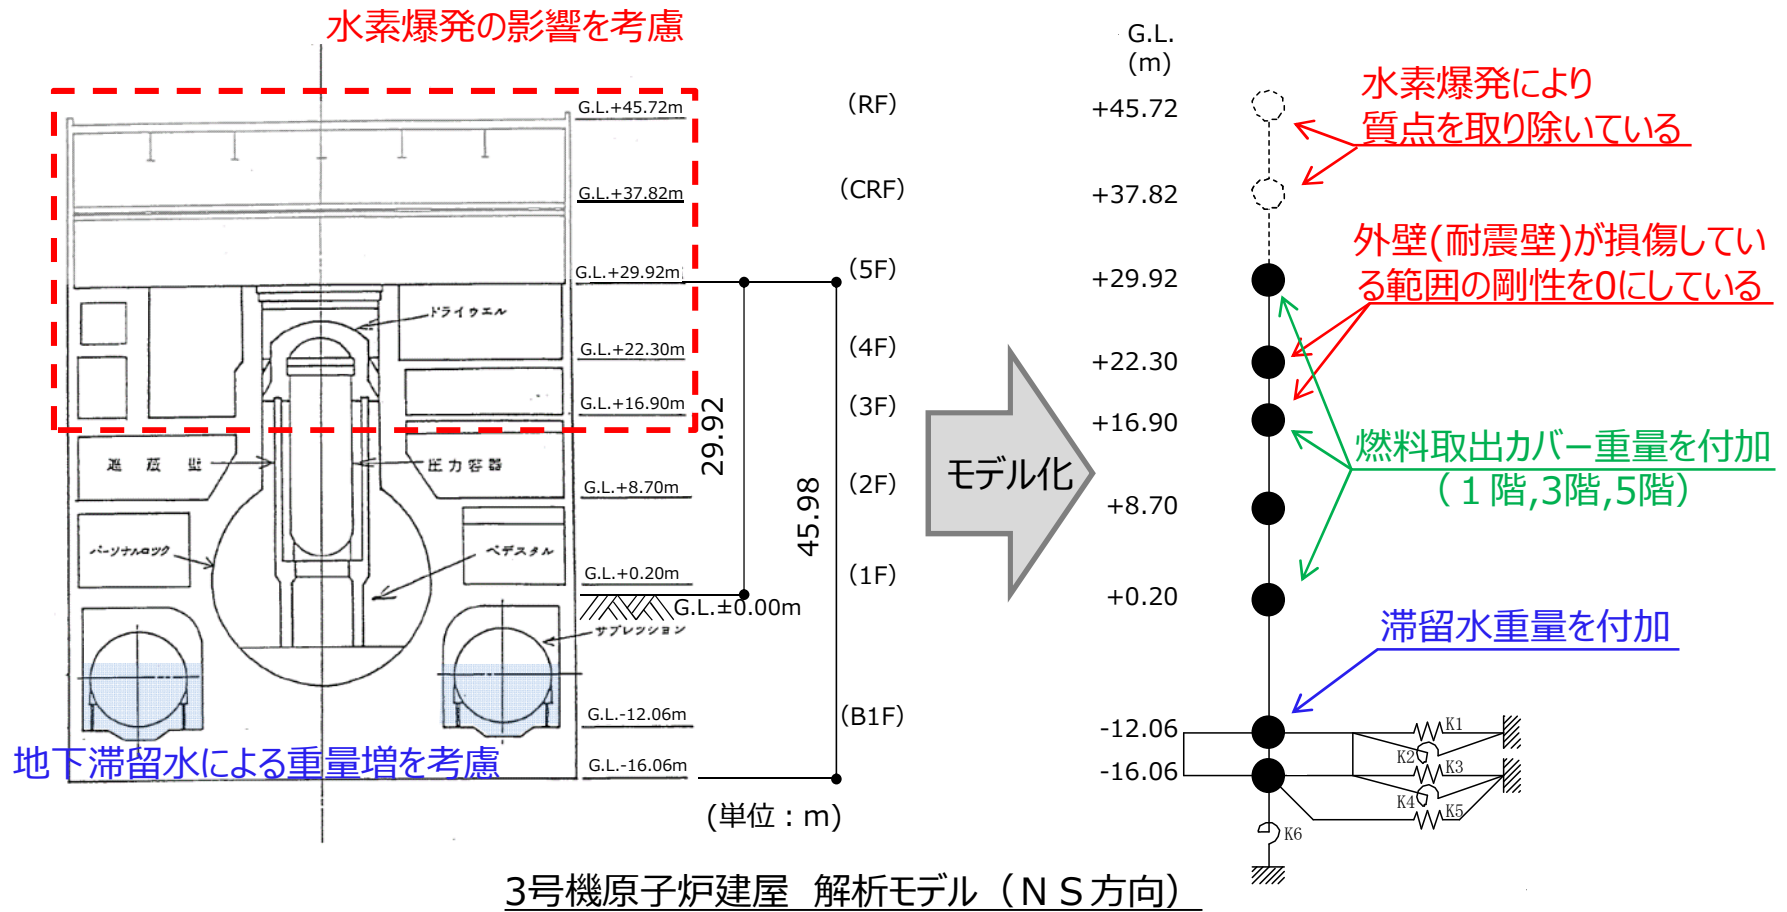 水素爆発の影響を考慮
G.L.+45.72m
G.L.+37.82m
G.L.+29.92m
G.L.+22.30m
G.L.+16.90m
G.L.+8.70m
G.L.+0.20m
G.L.±0.00m
G.L.-12.06m
G.L.-16.06m
ドライウエル
遮蔽壁
圧力容器
パーソナルロック
ペデスタル
サプレッション
地下滞留水による重量増を考慮
29.92
45.98
(単位：m)
(RF)
(CRF)
(5F)
(4F)
(3F)
(2F)
(1F)
(B1F)
モデル化
G.L.
(m)
+45.72
+37.82
+29.92
+22.30
+16.90
+8.70
+0.20
-12.06
-16.06
水素爆発により
質点を取り除いている
外壁(耐震壁)が損傷してい
る範囲の剛性を0にしている
燃料取出カバー重量を付加
（１階,3階,5階）
滞留水重量を付加
K1
K2
K3
K4
K5
K6
3号機原子炉建屋 解析モデル（ＮＳ方向）